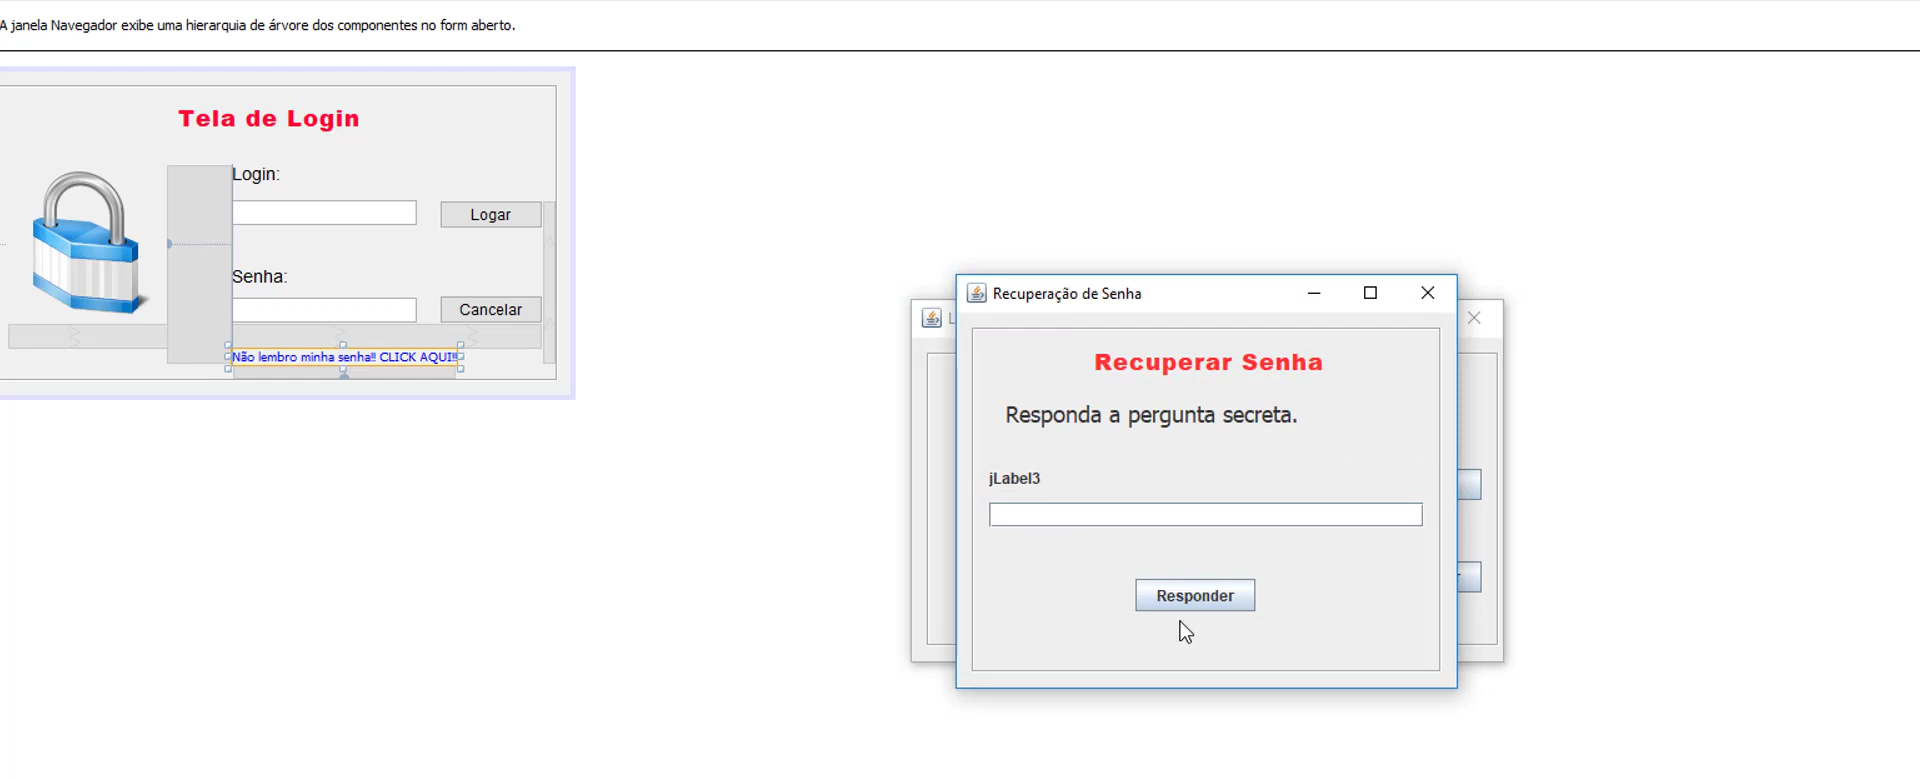 A janela Navegador exibe uma hierarquia de árvore dos componentes no form aberto.
Tela de Login
Login:
Logar
Senha:
Cancelar
Não lembro minha senha!! CLICK AQUI!!
Recuperação de Senha
Recuperar Senha
Responda a pergunta secreta.
jLabel3
Responder